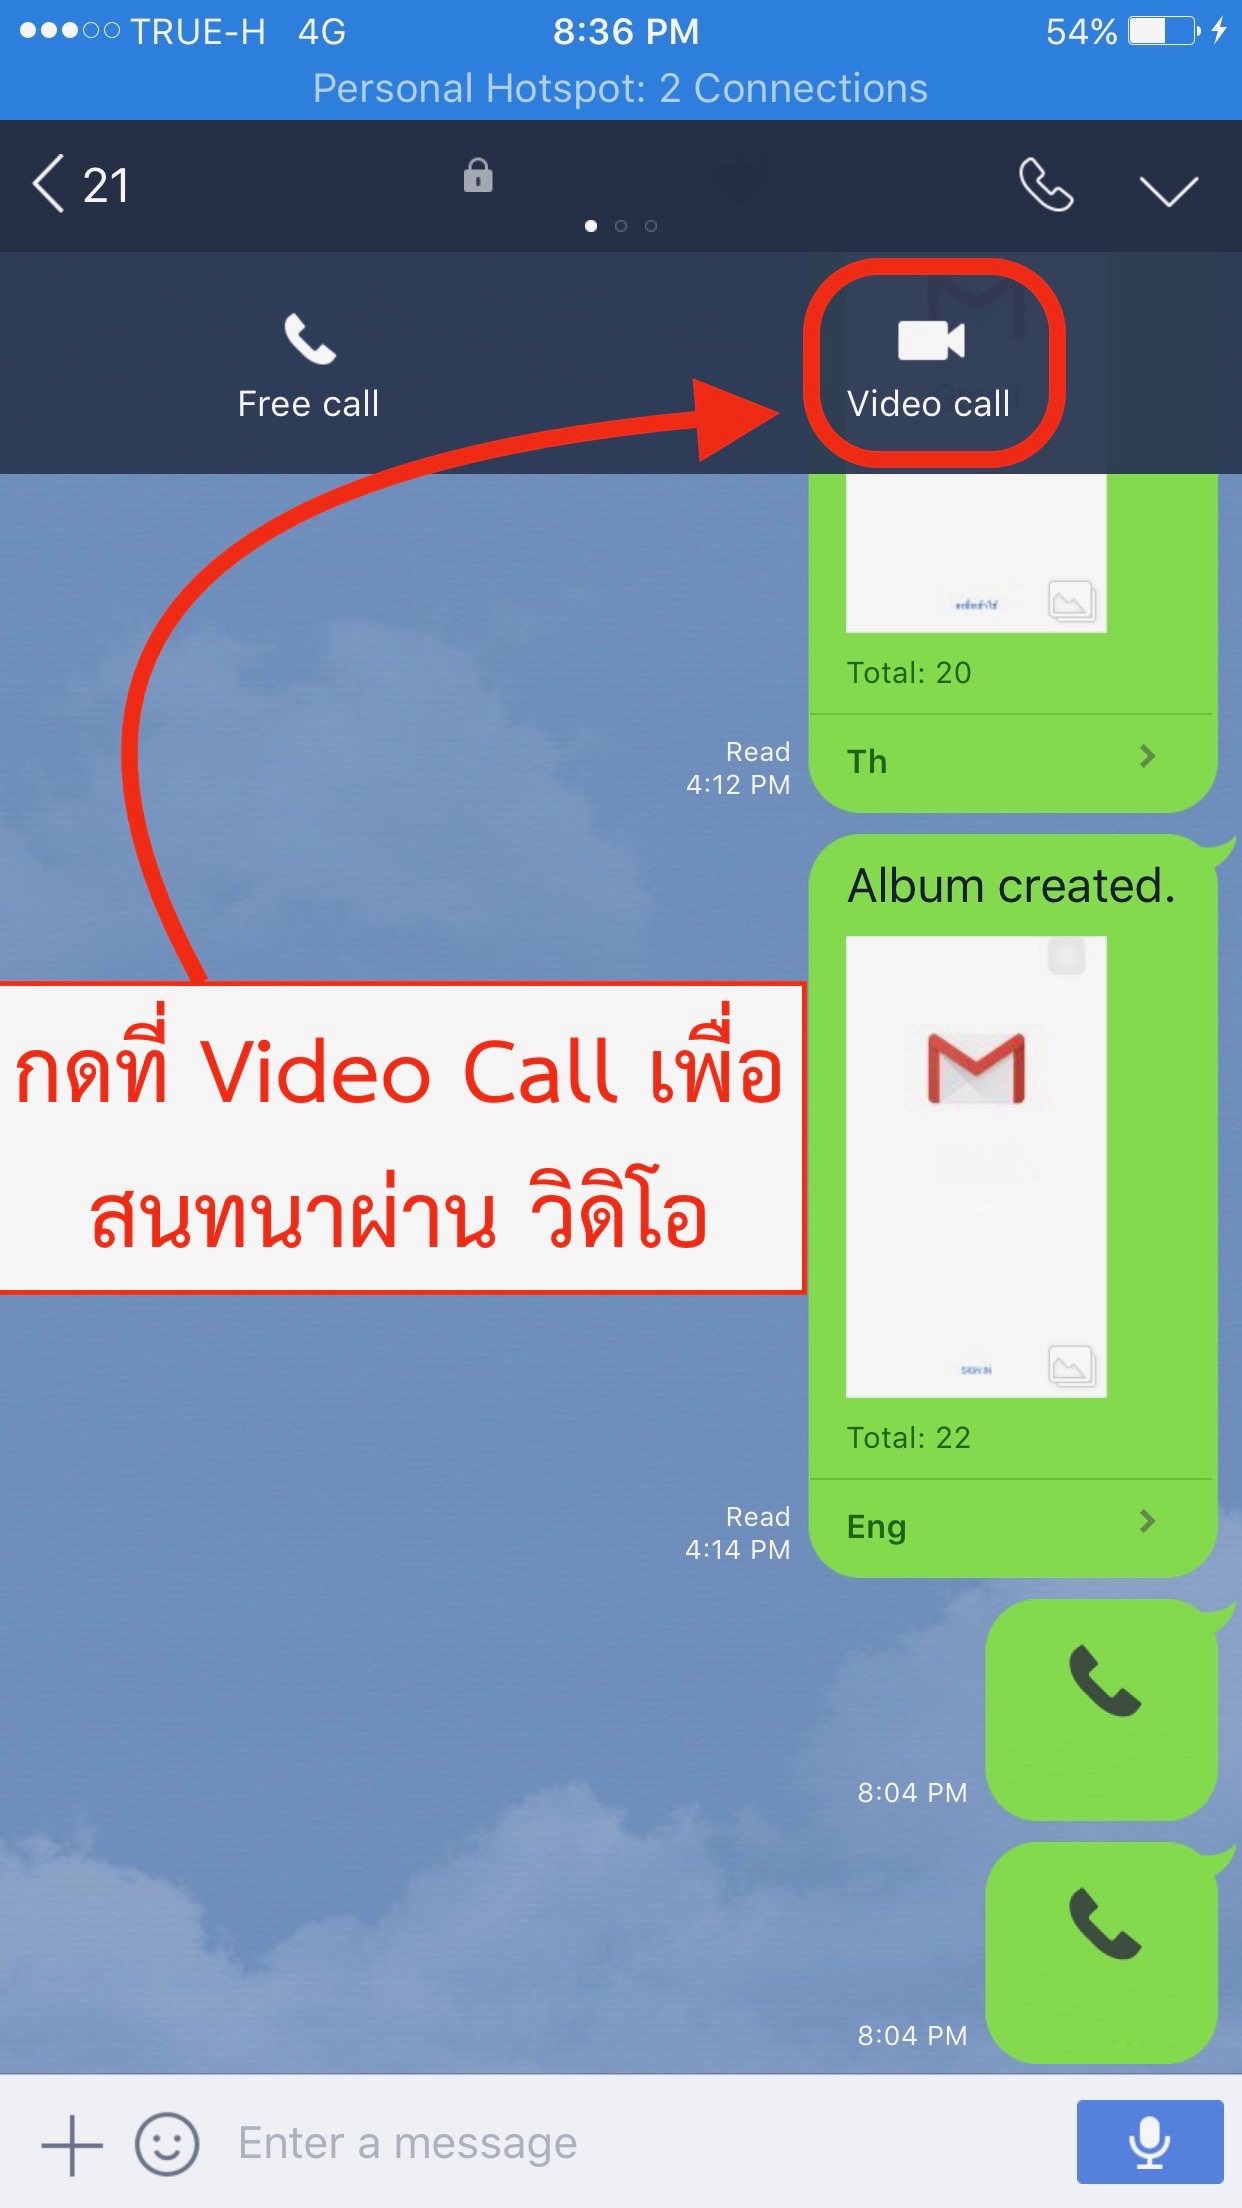 TRUE-H 4G 8:36 PM 54%
Personal Hotspot: 2 Connections
21
Free call
Video call
Total: 20
Read
4:12 PM
Th
Album created.
กดที่ Video Call เพื่อ
สนทนาผ่าน วิดิโอ
SIGN IN
Total: 22
Read
4:14 PM
Eng
8:04 PM
8:04 PM
Enter a message